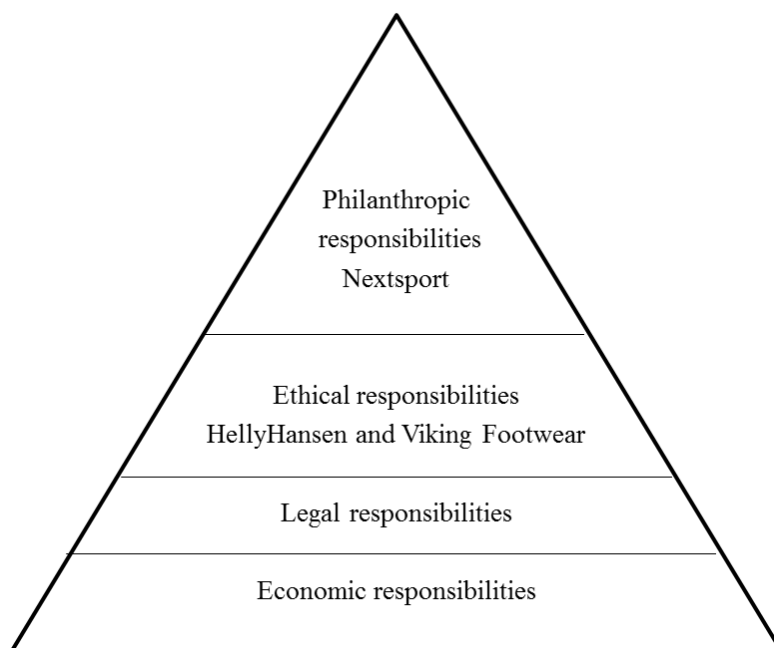 Philanthropic
responsibilities
Nextsport
Ethical responsibilities
HellyHansen and Viking Footwear
Legal responsibilities
Economic responsibilities